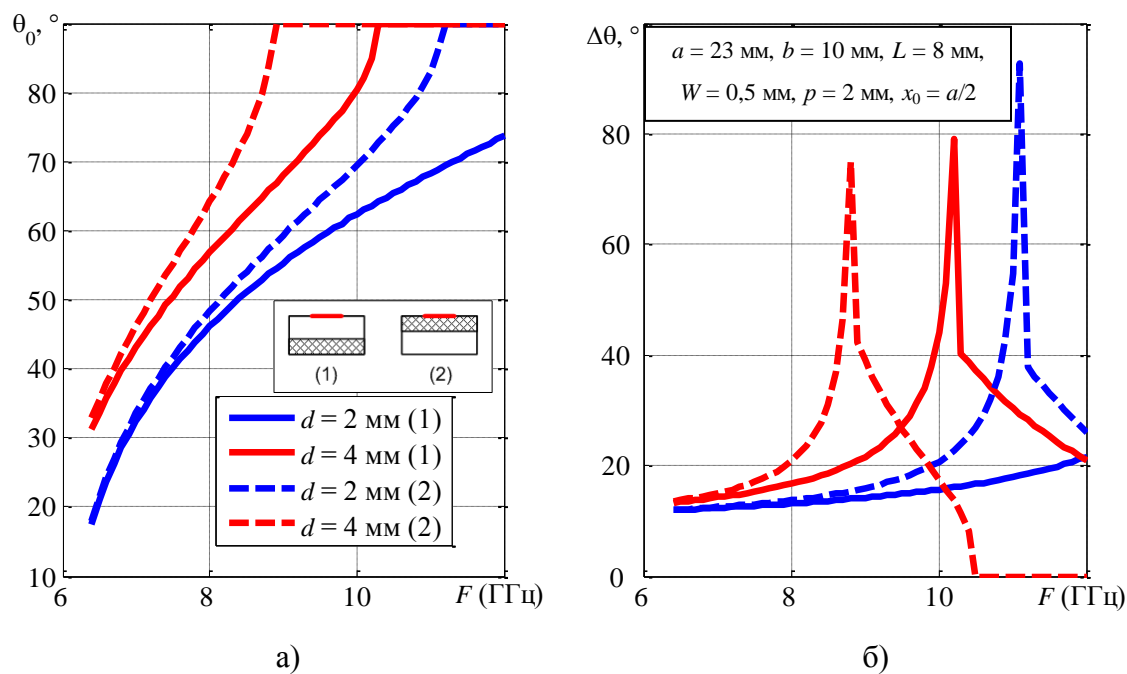 θ₀, °
90
80
70
60
50
40
30
20
10
6
8
10
F (ГГц)
(1)
(2)
d = 2 мм (1)
d = 4 мм (1)
d = 2 мм (2)
d = 4 мм (2)
а)
Δθ, °
a = 23 мм, b = 10 мм, L = 8 мм,
W = 0,5 мм, p = 2 мм, x₀ = a/2
80
60
40
20
0
6
8
10
F (ГГц)
б)